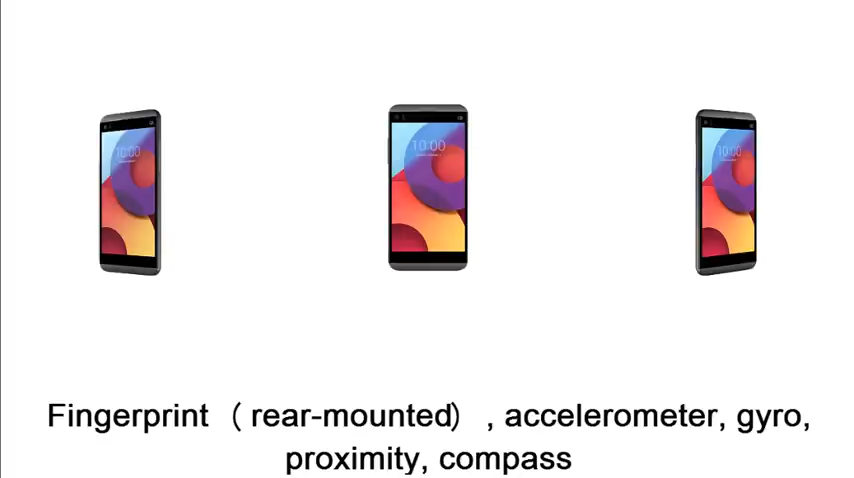 10:00
10:00
10:00
Fingerprint （rear-mounted）, accelerometer, gyro,
proximity, compass